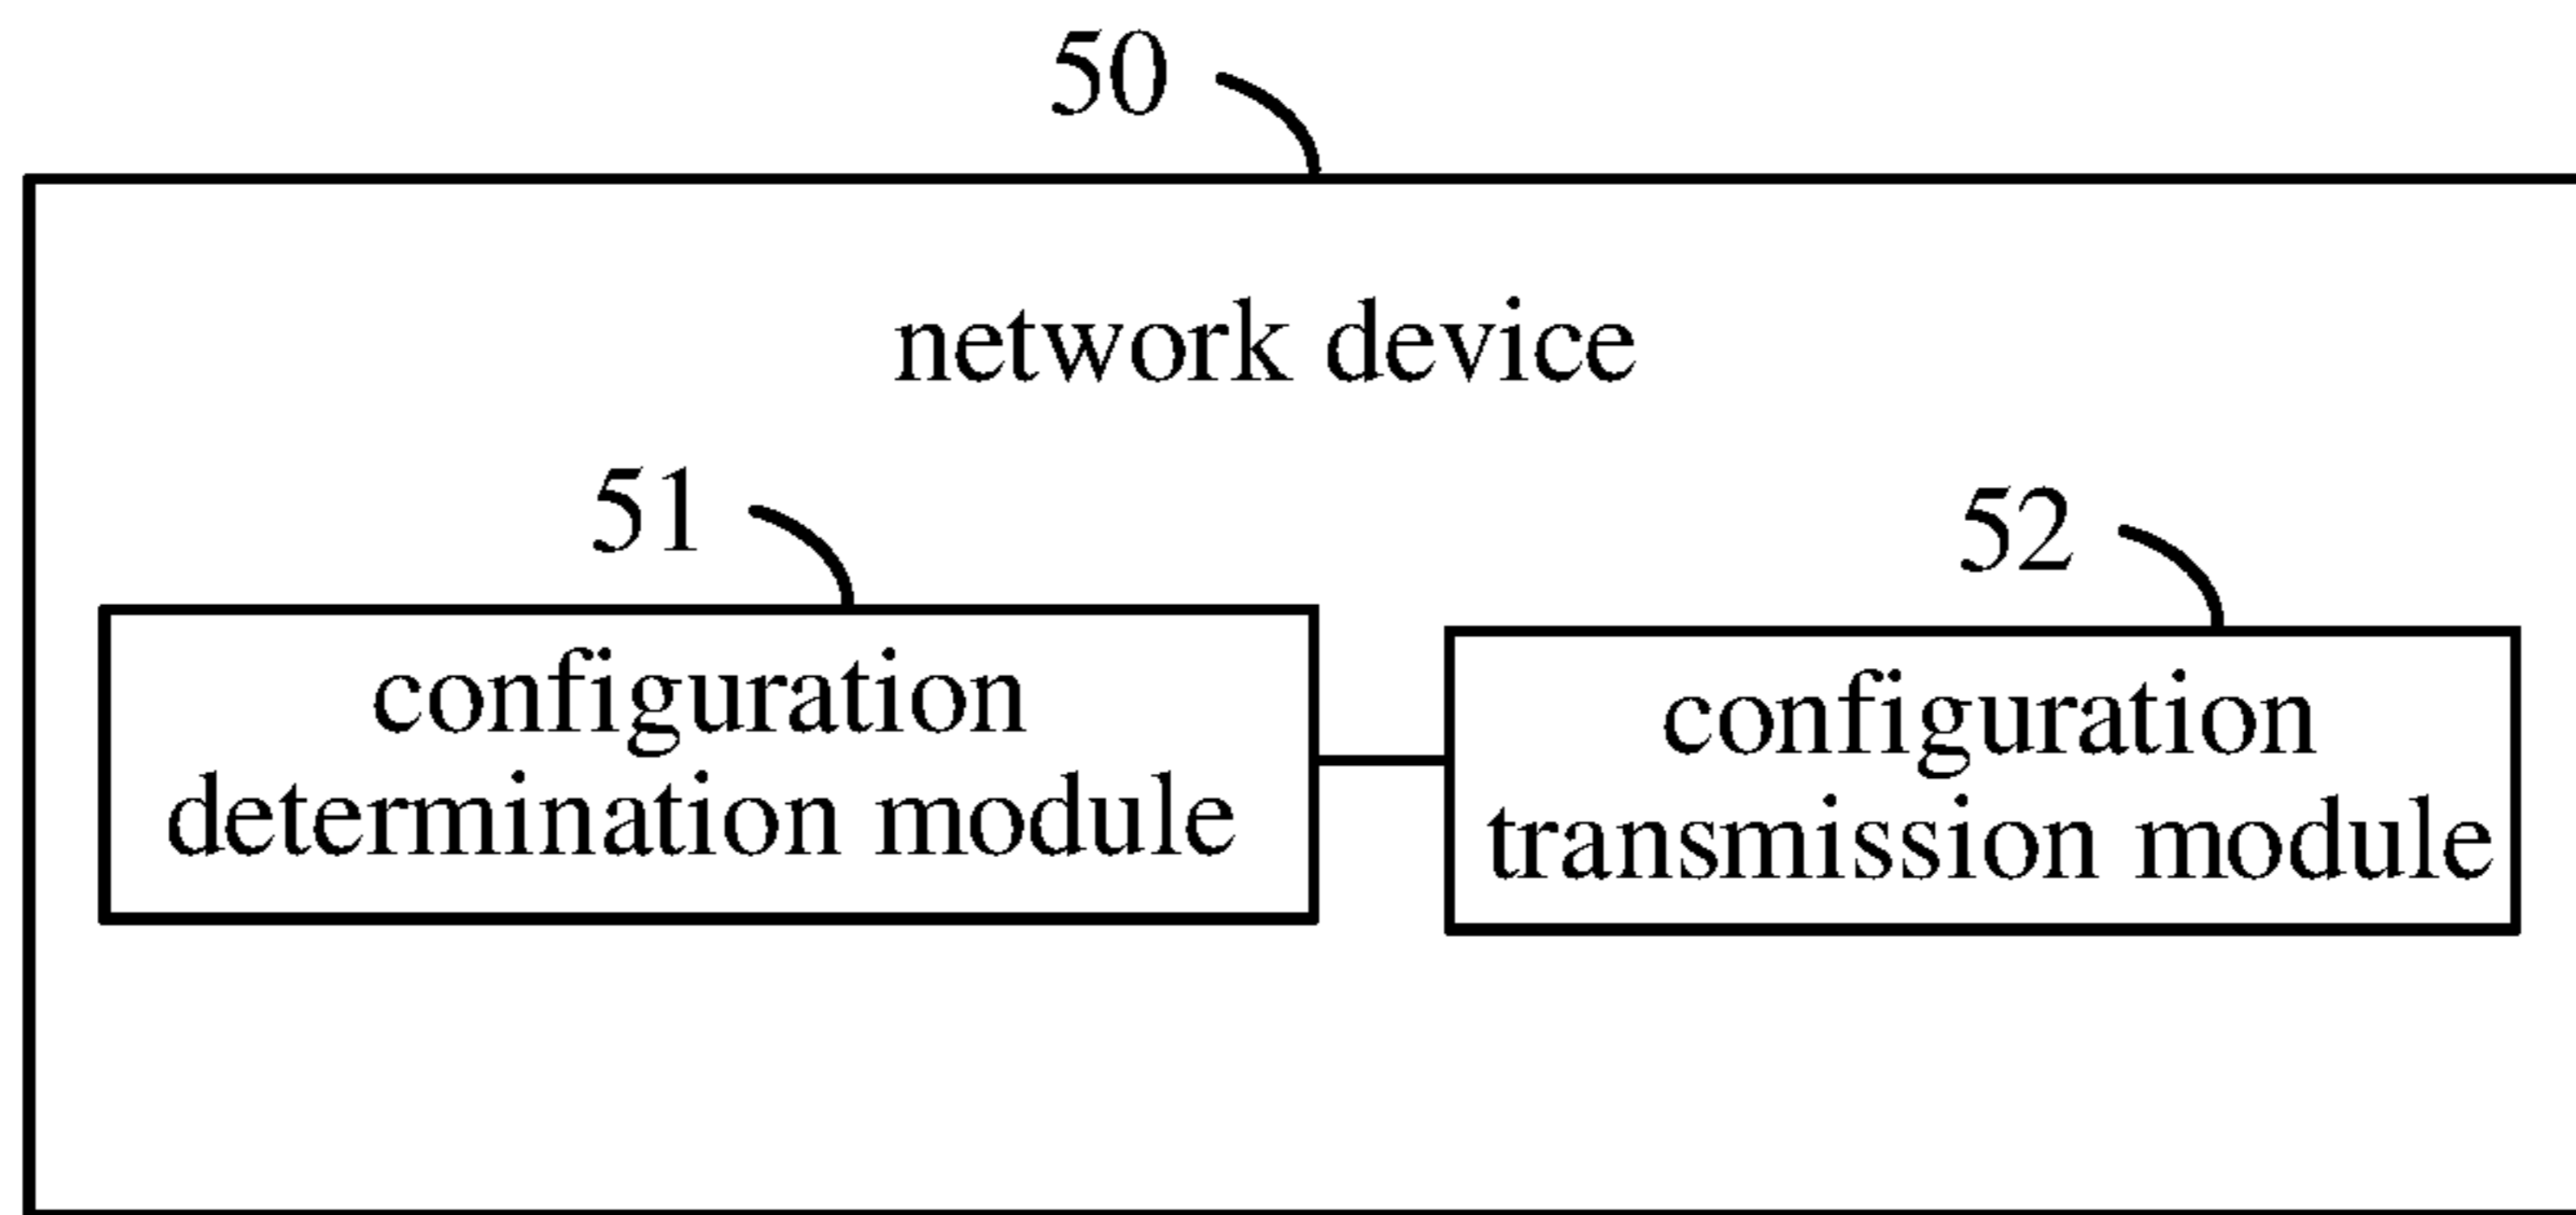 50
network device
51
52
configuration
determination module
configuration
transmission module